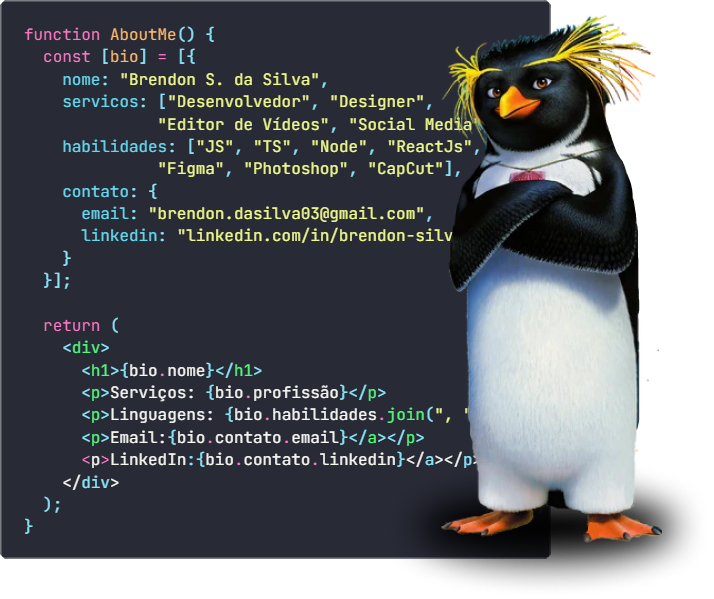 function AboutMe() {
const [bio] = [{
nome: "Brendon S. da Silva",
servicos: ["Desenvolvedor", "Designer",
"Editor de Vídeos", "Social Media"
habilidades: ["JS", "TS", "Node", "ReactJs",
"Figma", "Photoshop", "CapCut"],
contato: {
email: "brendon.dasilva03@gmail.com",
linkedin: "linkedin.com/in/brendon-silv
}
}];
return (
<div>
<h1>{bio.nome}</h1>
<p>Serviços: {bio.profissão}</p>
<p>Linguagens: {bio.habilidades.join(", "
<p>Email:{bio.contato.email}</a></p>
<p>LinkedIn:{bio.contato.linkedin}</a></p>
</div>
);
}